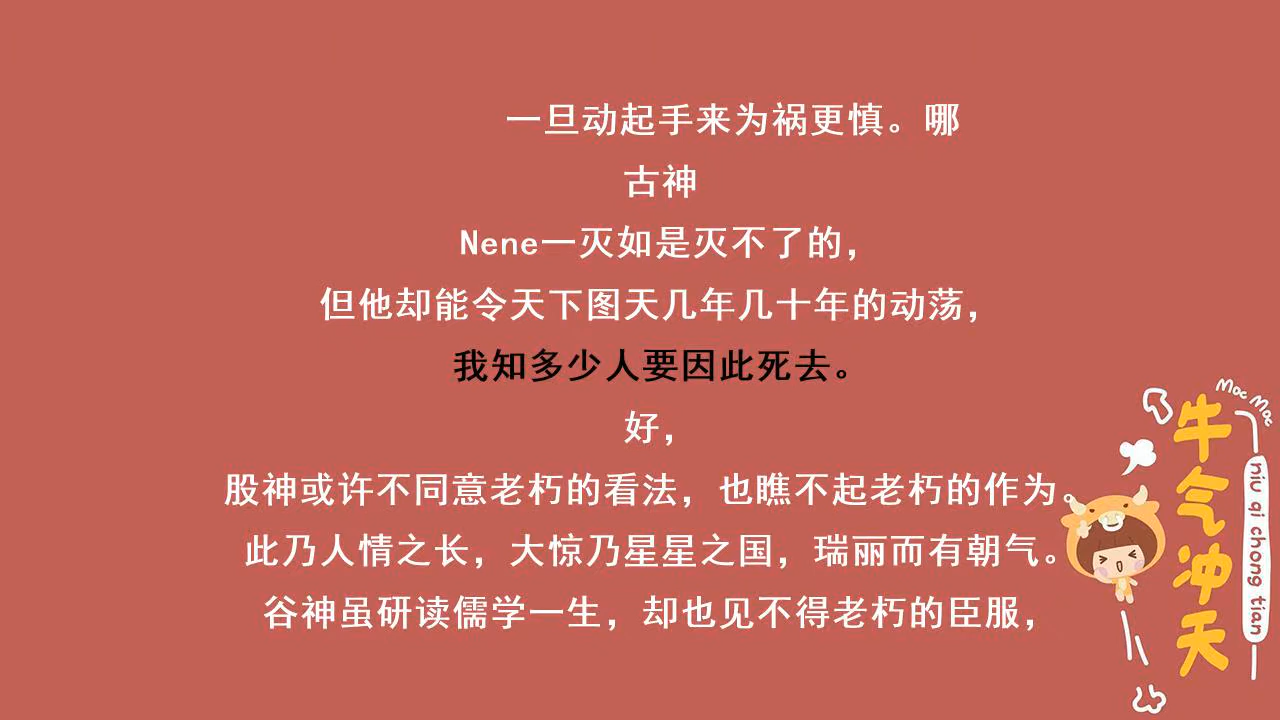 一旦动起手来为祸更慎。哪
古神
Nene一灭如是灭不了的，
但他却能令天下图天几年几十年的动荡，
我知多少人要因此死去。
好，
股神或许不同意老朽的看法，也瞧不起老朽的作为。
此乃人情之长，大惊乃星星之国，瑞丽而有朝气。
谷神虽研读儒学一生，却也见不得老朽的臣服，
Moc Moc
牛气冲天
niu qi chong tian